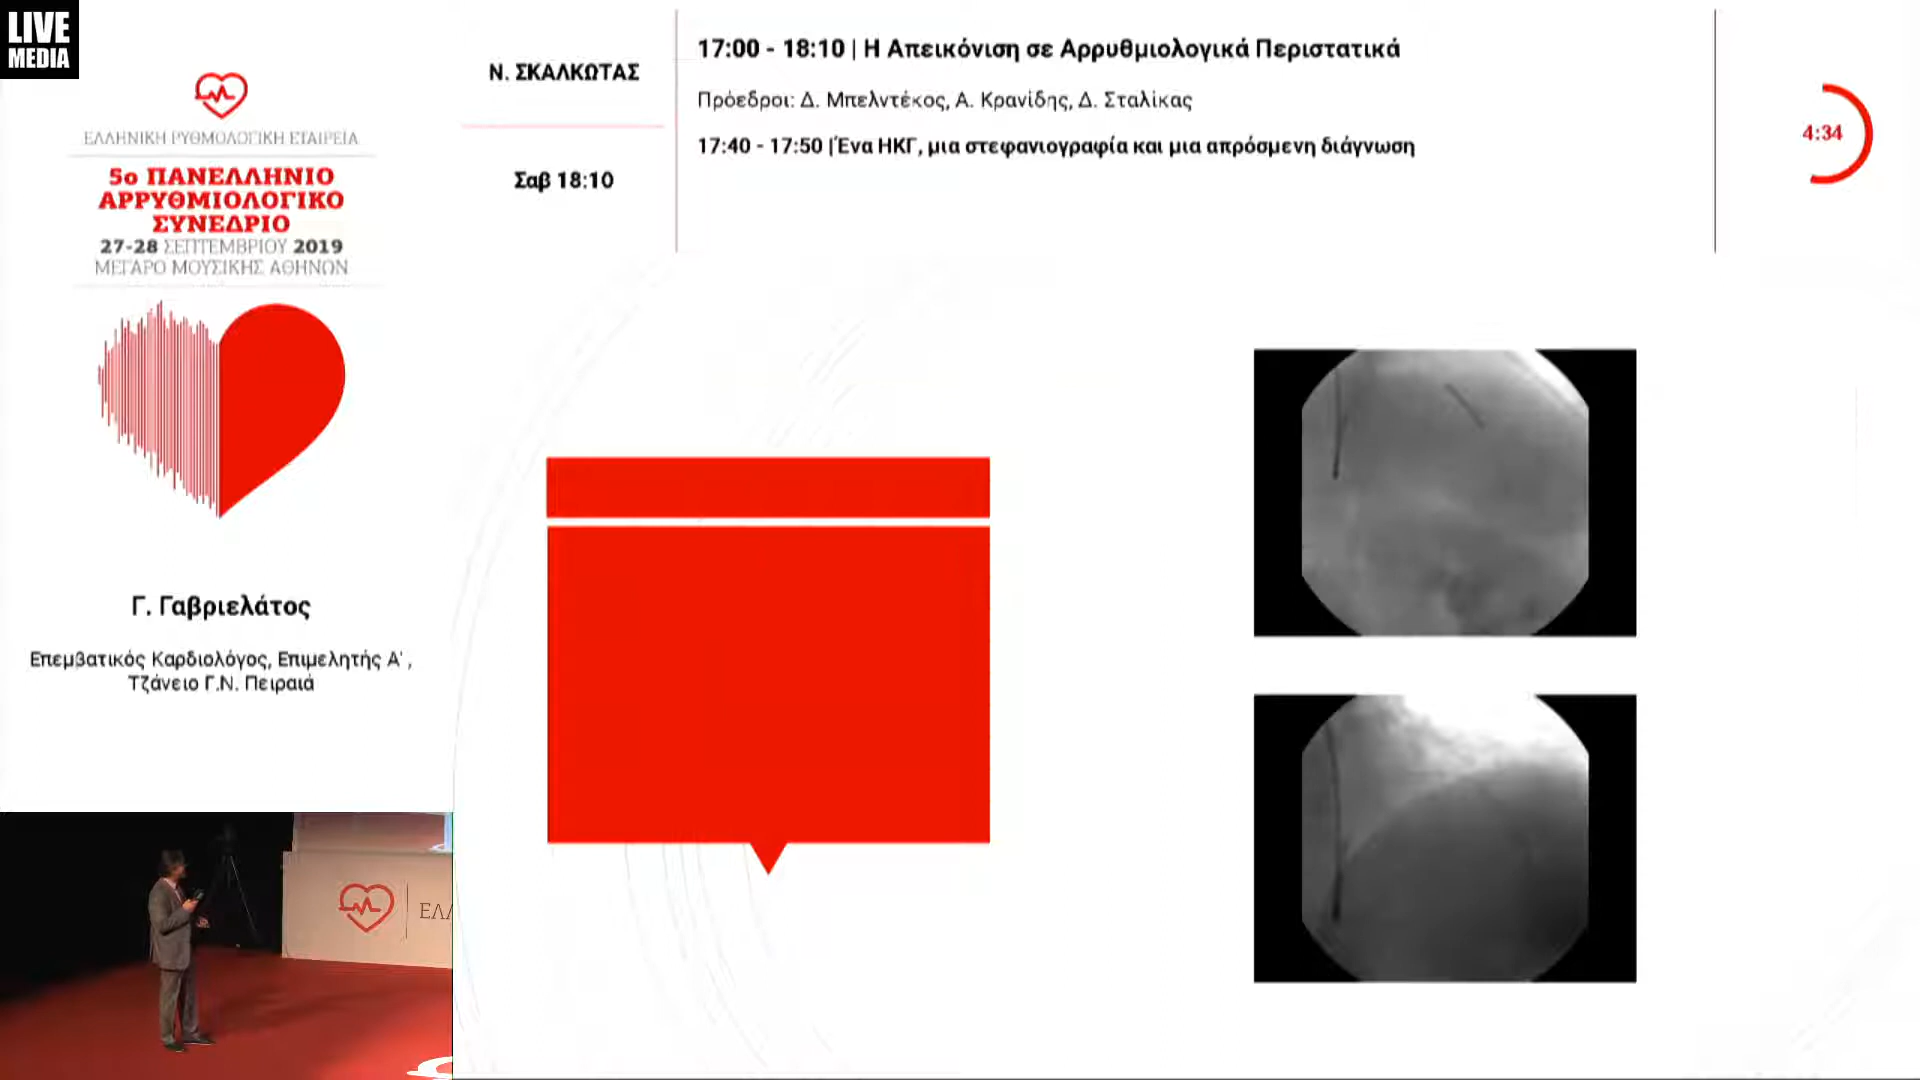 LIVE
MEDIA
ΕΛΛΗΝΙΚΗ ΡΥΘΜΟΛΟΓΙΚΗ ΕΤΑΙΡΕΙΑ
5ο ΠΑΝΕΛΛΗΝΙΟ
ΑΡΡΥΘΜΙΟΛΟΓΙΚΟ
ΣΥΝΕΔΡΙΟ
27-28 ΣΕΠΤΕΜΒΡΙΟΥ 2019
ΜΕΓΑΡΟ ΜΟΥΣΙΚΗΣ ΑΘΗΝΩΝ
Γ. Γαβριελάτος
Επεμβατικός Καρδιολόγος, Επιμελητής Α' ,
Τζάνειο Γ.Ν. Πειραιά
Ν. ΣΚΑΛΚΩΤΑΣ
Σαβ 18:10
17:00 - 18:10 | Η Απεικόνιση σε Αρρυθμιολογικά Περιστατικά
Πρόεδροι: Δ. Μπελντέκος, Α. Κρανίδης, Δ. Σταλίκας
17:40 - 17:50 |Ένα ΗΚΓ, μια στεφανιογραφία και μια απρόσμενη διάγνωση
4:34
ΕΛΛ